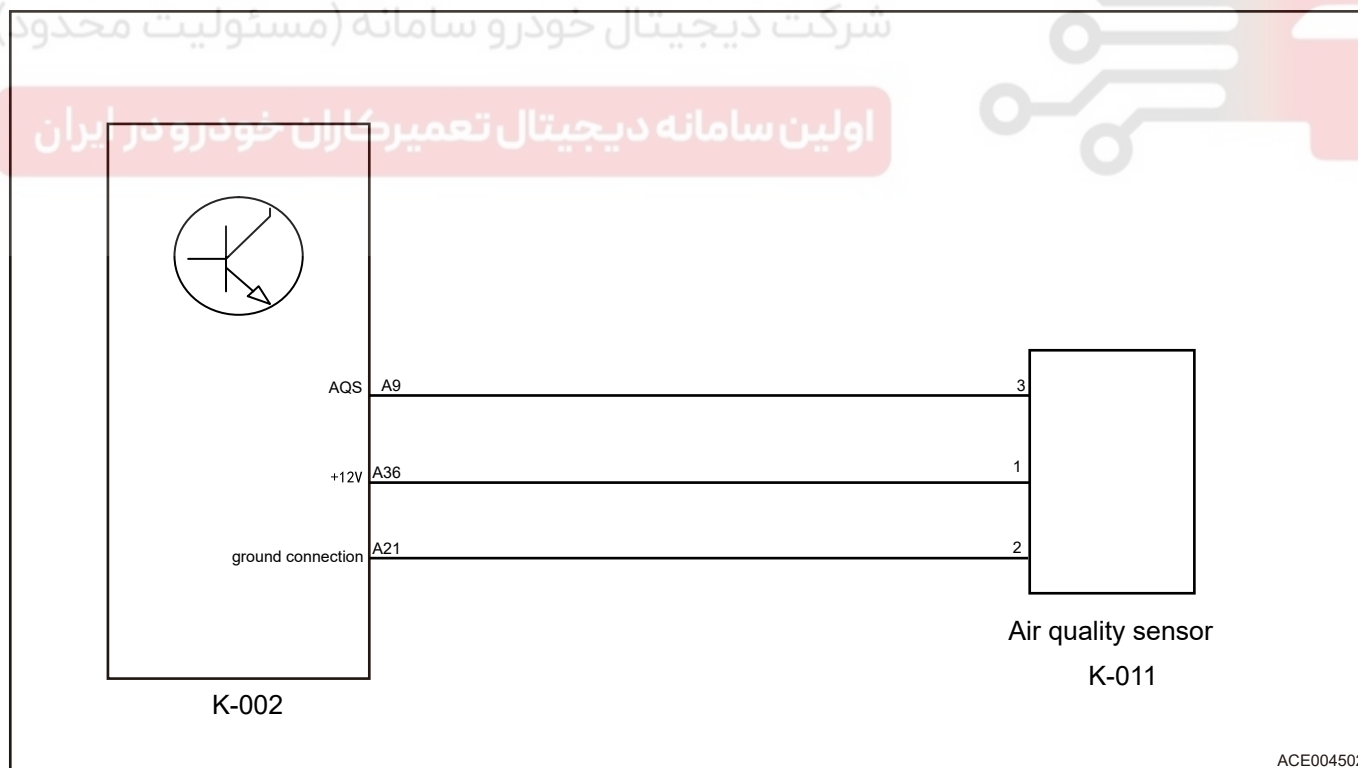 شرکت دیجیتال خودرو سامانه (مسئولیت محدود)
اولین سامانه دیجیتال تعمیرکاران خودرو در ایران
AQS A9 3
+12V A36 1
ground connection A21 2
Air quality sensor
K-011
K-002
ACE004502